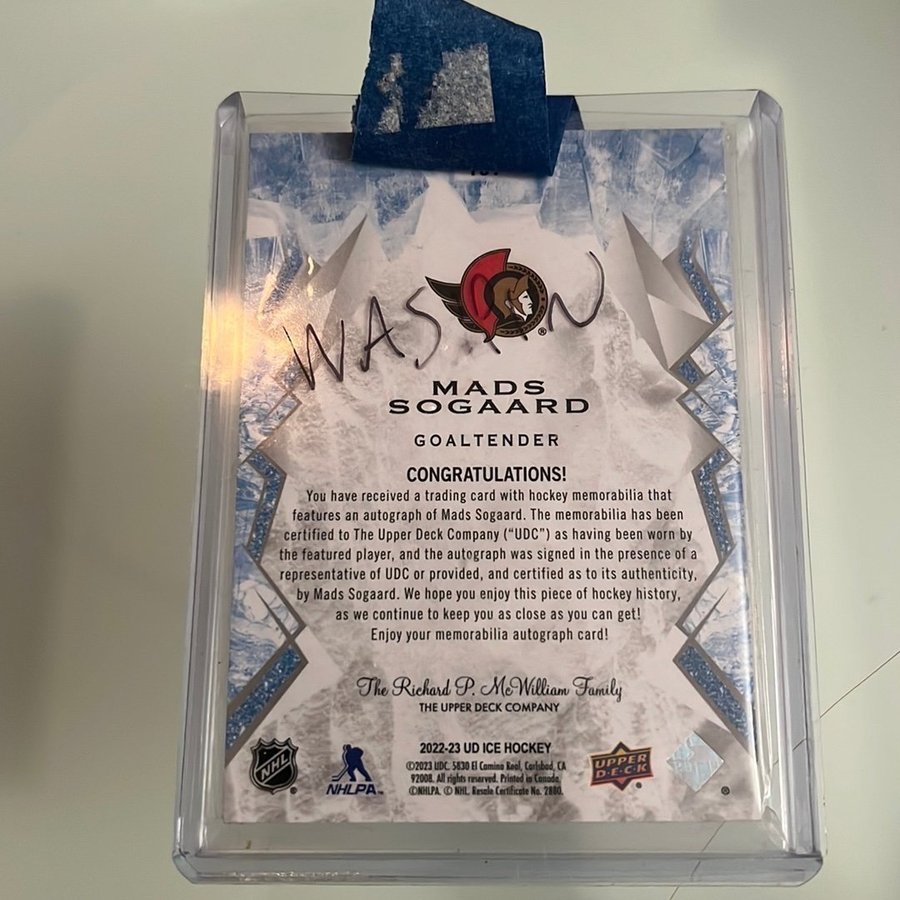 WAS
MADS
SOGAARD
GOALTENDER
CONGRATULATIONS!
You have received a trading card with hockey memorabilia that
features an autograph of Mads Sogaard. The memorabilia has been
certified to The Upper Deck Company (“UDC”) as having been worn by
the featured player, and the autograph was signed in the presence of a
representative of UDC or provided, and certified as to its authenticity,
by Mads Sogaard. We hope you enjoy this piece of hockey history,
as we continue to keep you as close as you can get!
Enjoy your memorabilia autograph card!
The Richard P. McWilliam Family
THE UPPER DECK COMPANY
2022-23 UD ICE HOCKEY
©2023 UDC. 5830 El Camino Real, Carlsbad, CA
92008. All rights reserved. Printed in Canada.
©NHLPA. © NHL. Resale Certificate No. 2880.
NHL
NHLPA
UPPER
DECK